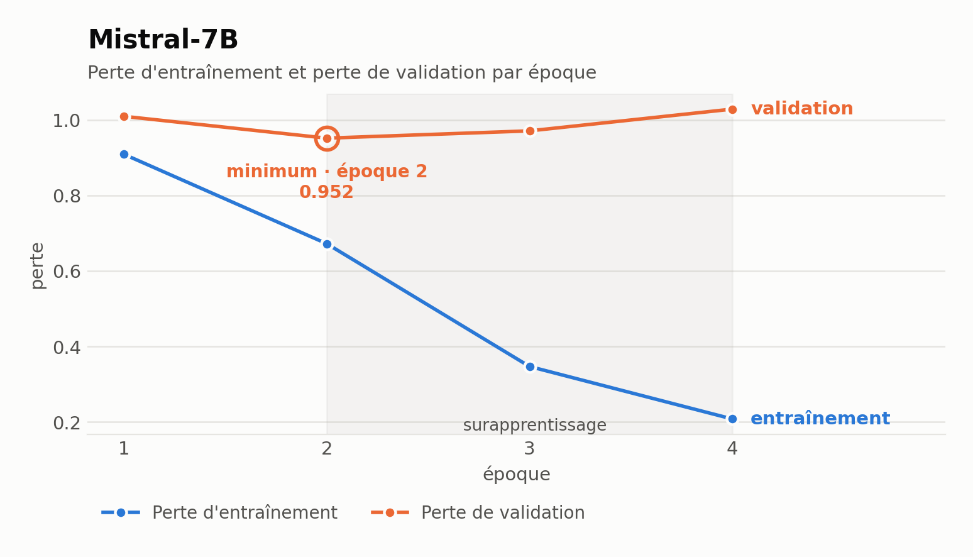 Mistral-7B
Perte d'entraînement et perte de validation par époque
1.0
0.8
0.6
0.4
0.2
perte
validation
minimum · époque 2
0.952
entraînement
surapprentissage
1 2 3 4
époque
Perte d'entraînement Perte de validation